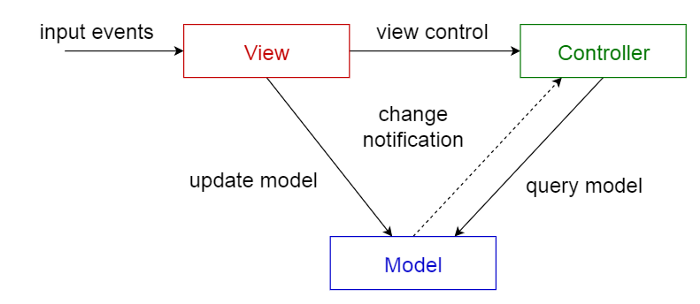 input events
View
view control
Controller
change
notification
update model
query model
Model